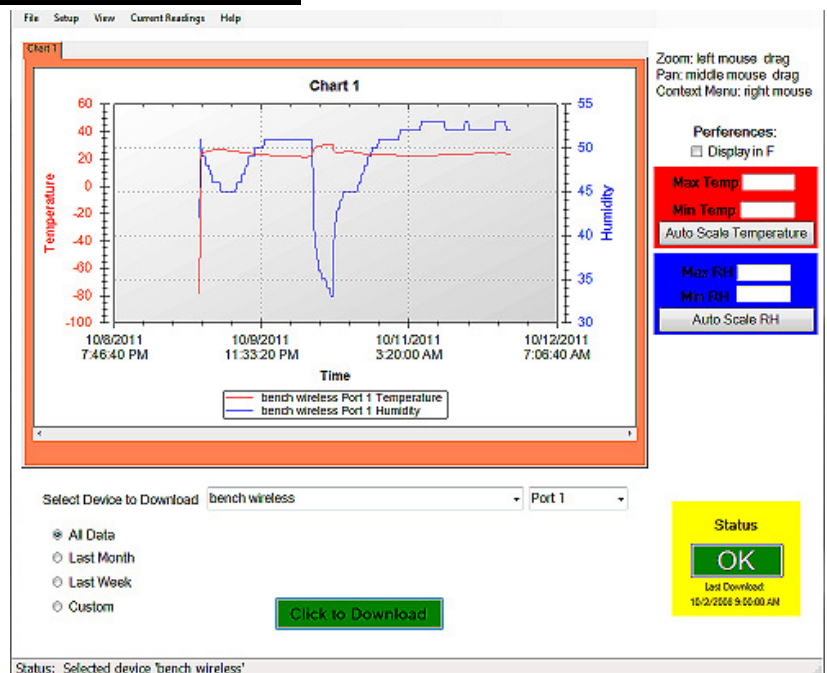 File Setup View Current Readings Help
Chart 1
Zoom: left mouse drag
Pan: middle mouse drag
Context Menu: right mouse
Perferences:
Display in F
Max Temp
Min Temp
Auto Scale Temperature
Max RH
Min RH
Auto Scale RH
Chart 1
Temperature
60
40
20
0
-20
-40
-60
-80
-100
55
50
45
40
35
30
Humidity
10/8/2011 10/9/2011 10/11/2011 10/12/2011
7:46:40 PM 11:33:20 PM 3:20:00 AM 7:06:40 AM
Time
bench wireless Port 1 Temperature
bench wireless Port 1 Humidity
Select Device to Download bench wireless Port 1
All Data
Last Month
Last Week
Custom
Click to Download
Status
OK
Last Download:
10/2/2008 9:00:00 AM
Status: Selected device 'bench wireless'